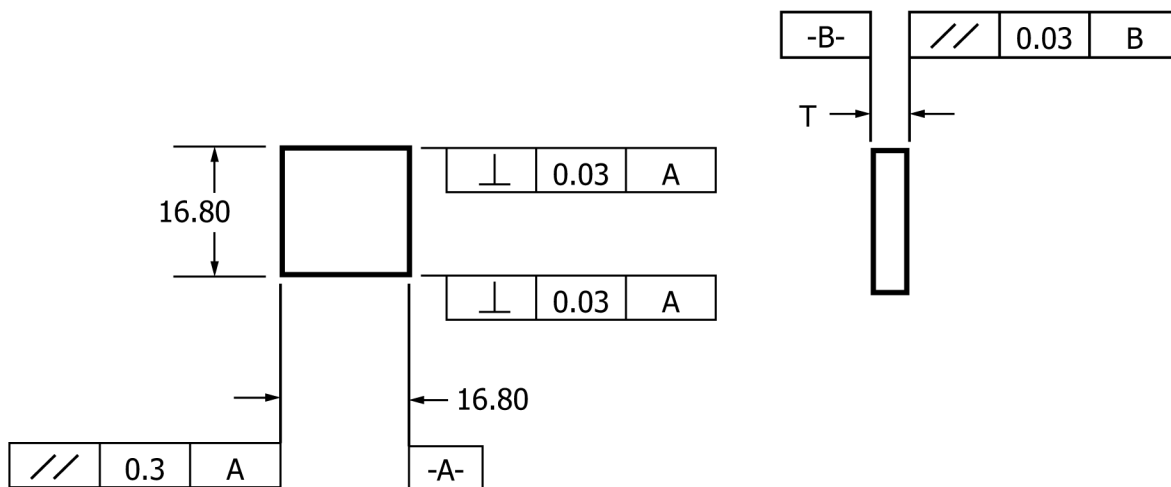 -B- // 0.03 B
T
⊥ 0.03 A
16.80
⊥ 0.03 A
16.80
// 0.3 A -A-